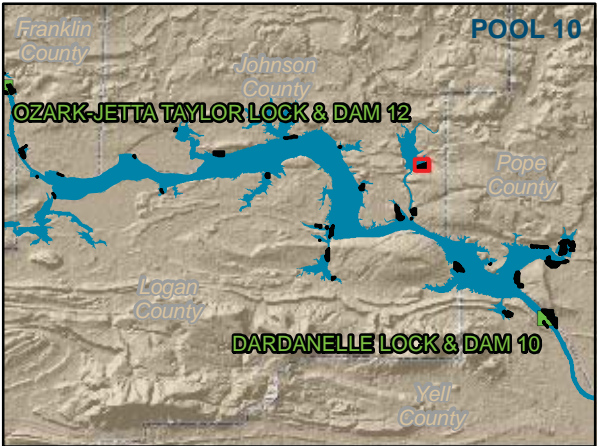 POOL 10
Franklin
County
Johnson
County
OZARK-JETTA TAYLOR LOCK & DAM 12
Pope
County
Logan
County
DARDANELLE LOCK & DAM 10
Yell
County